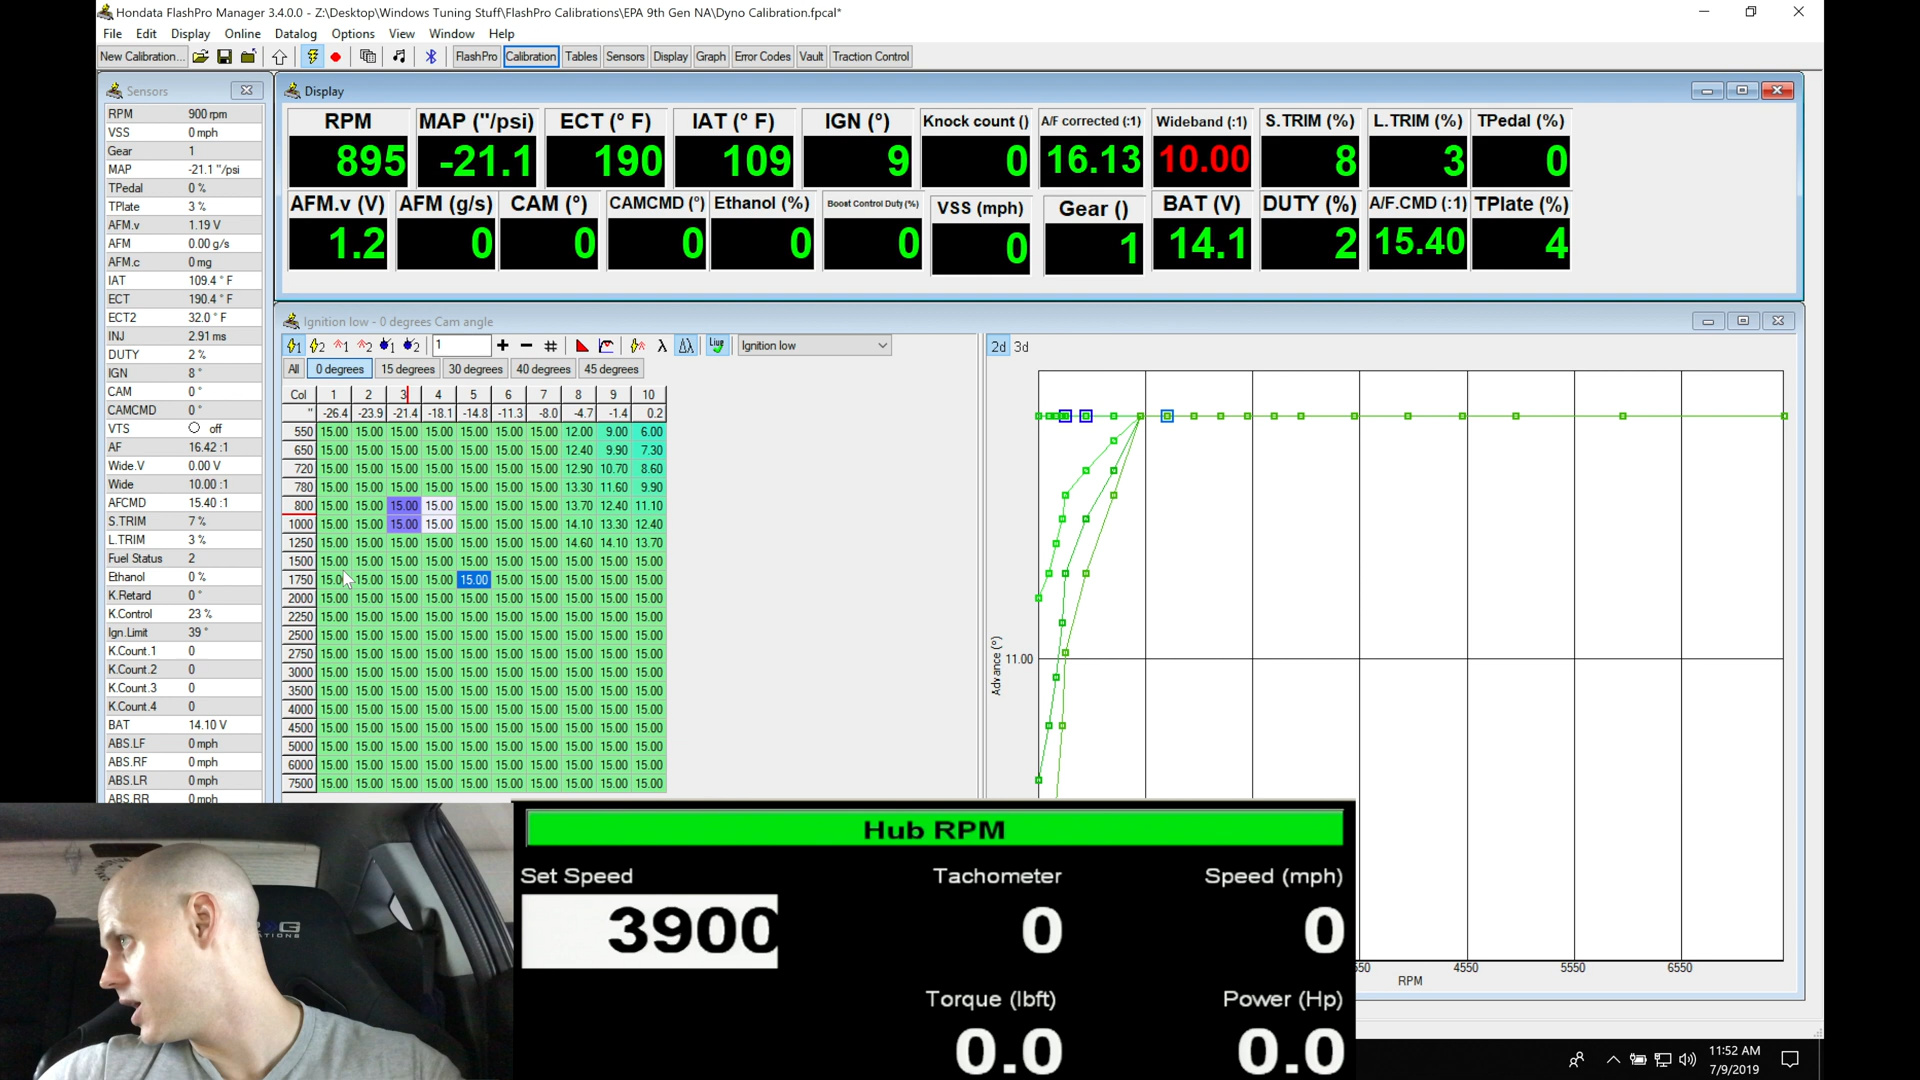 Hondata FlashPro Manager 3.4.0.0 - Z:\Desktop\Windows Tuning Stuff\FlashPro Calibrations\EPA 9th Gen NA\Dyno Calibration.fpcal*
File Edit Display Online Datalog Options View Window Help
New Calibration... FlashPro Calibration Tables Sensors Display Graph Error Codes Vault Traction Control
Sensors
RPM 900 rpm
VSS 0 mph
Gear 1
MAP -21.1 "/psi
TPedal 0 %
TPlate 3 %
AFM.v 1.19 V
AFM 0.00 g/s
AFM.c 0 mg
IAT 109.4 ° F
ECT 190.4 ° F
ECT2 32.0 ° F
INJ 2.91 ms
DUTY 2 %
IGN 8 °
CAM 0 °
CAMCMD 0 °
VTS off
AF 16.42 :1
Wide.V 0.00 V
Wide 10.00 :1
AFCMD 15.40 :1
S.TRIM 7 %
L.TRIM 3 %
Fuel Status 2
Ethanol 0 %
K.Retard 0 °
K.Control 23 %
Ign.Limit 39 °
K.Count.1 0
K.Count.2 0
K.Count.3 0
K.Count.4 0
BAT 14.10 V
ABS.LF 0 mph
ABS.RF 0 mph
ABS.LR 0 mph
ABS.RR 0 mph
Display
RPM MAP ("/psi) ECT (° F) IAT (° F) IGN (°) Knock count () A/F corrected (:1) Wideband (:1) S.TRIM (%) L.TRIM (%) TPedal (%)
895 -21.1 190 109 9 0 16.13 10.00 8 3 0
AFM.v (V) AFM (g/s) CAM (°) CAMCMD (°) Ethanol (%) Boost Control Duty (%) VSS (mph) Gear () BAT (V) DUTY (%) A/F.CMD (:1) TPlate (%)
1.2 0 0 0 0 0 0 1 14.1 2 15.40 4
Ignition low - 0 degrees Cam angle
1 2 1 2 1 2 1 + - # λ Live Ignition low
All 0 degrees 15 degrees 30 degrees 40 degrees 45 degrees
Col 1 2 3 4 5 6 7 8 9 10
" -26.4 -23.9 -21.4 -18.1 -14.8 -11.3 -8.0 -4.7 -1.4 0.2
550 15.00 15.00 15.00 15.00 15.00 15.00 15.00 12.00 9.00 6.00
650 15.00 15.00 15.00 15.00 15.00 15.00 15.00 12.40 9.90 7.30
720 15.00 15.00 15.00 15.00 15.00 15.00 15.00 12.90 10.70 8.60
780 15.00 15.00 15.00 15.00 15.00 15.00 15.00 13.30 11.60 9.90
800 15.00 15.00 15.00 15.00 15.00 15.00 15.00 13.70 12.40 11.10
1000 15.00 15.00 15.00 15.00 15.00 15.00 15.00 14.10 13.30 12.40
1250 15.00 15.00 15.00 15.00 15.00 15.00 15.00 14.60 14.10 13.70
1500 15.00 15.00 15.00 15.00 15.00 15.00 15.00 15.00 15.00 15.00
1750 15.00 15.00 15.00 15.00 15.00 15.00 15.00 15.00 15.00 15.00
2000 15.00 15.00 15.00 15.00 15.00 15.00 15.00 15.00 15.00 15.00
2250 15.00 15.00 15.00 15.00 15.00 15.00 15.00 15.00 15.00 15.00
2500 15.00 15.00 15.00 15.00 15.00 15.00 15.00 15.00 15.00 15.00
2750 15.00 15.00 15.00 15.00 15.00 15.00 15.00 15.00 15.00 15.00
3000 15.00 15.00 15.00 15.00 15.00 15.00 15.00 15.00 15.00 15.00
3500 15.00 15.00 15.00 15.00 15.00 15.00 15.00 15.00 15.00 15.00
4000 15.00 15.00 15.00 15.00 15.00 15.00 15.00 15.00 15.00 15.00
4500 15.00 15.00 15.00 15.00 15.00 15.00 15.00 15.00 15.00 15.00
5000 15.00 15.00 15.00 15.00 15.00 15.00 15.00 15.00 15.00 15.00
6000 15.00 15.00 15.00 15.00 15.00 15.00 15.00 15.00 15.00 15.00
7500 15.00 15.00 15.00 15.00 15.00 15.00 15.00 15.00 15.00 15.00
2d 3d
Advance (°)
11.00
4550 5550 6550
RPM
Hub RPM
Set Speed Tachometer Speed (mph)
3900 0 0
Torque (lbft) Power (Hp)
0.0 0.0
11:52 AM
7/9/2019